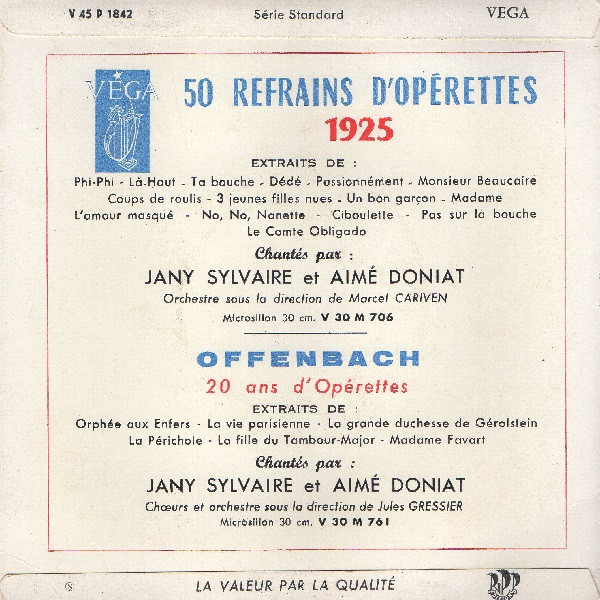 V 45 P 1842 Série Standard VEGA
VÉGA
50 REFRAINS D'OPÉRETTES
1925
EXTRAITS DE :
Phi-Phi - Là-Haut - Ta bouche - Dédé - Passionnément - Monsieur Beaucaire
Coups de roulis - 3 jeunes filles nues - Un bon garçon - Madame
L'amour masqué - No, No, Nanette - Ciboulette - Pas sur la bouche
Le Comte Obligado
Chantés par :
JANY SYLVAIRE et AIMÉ DONIAT
Orchestre sous la direction de Marcel CARIVEN
Microsillon 30 cm. V 30 M 706
OFFENBACH
20 ans d'Opérettes
EXTRAITS DE :
Orphée aux Enfers - La vie parisienne - La grande duchesse de Gérolstein
La Périchole - La fille du Tambour-Major - Madame Favart
Chantés par :
JANY SYLVAIRE et AIMÉ DONIAT
Chœurs et orchestre sous la direction de Jules GRESSIER
Microsillon 30 cm. V 30 M 761
LA VALEUR PAR LA QUALITÉ